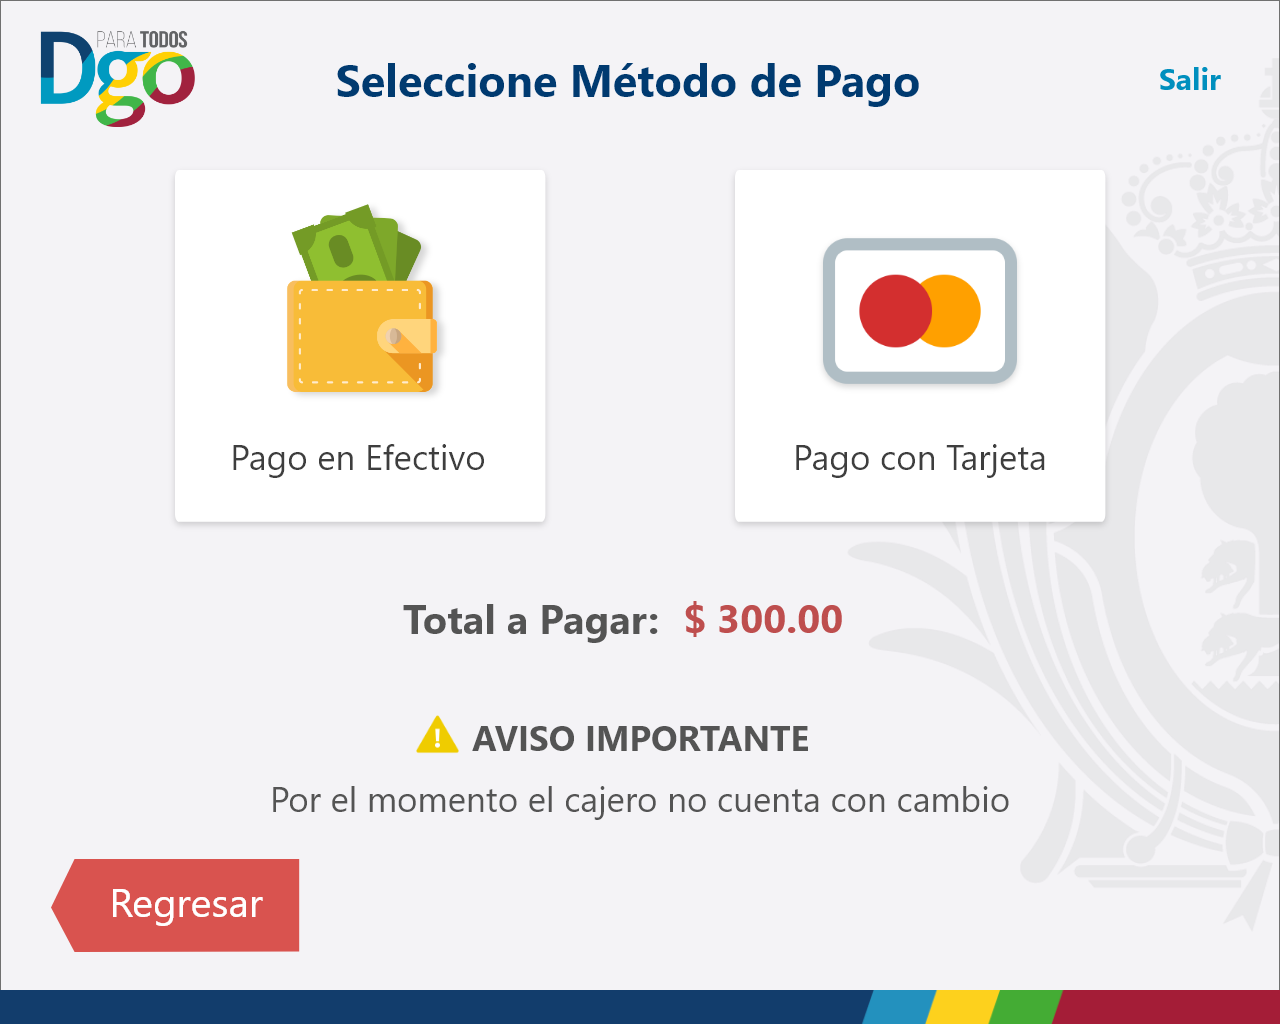 PARA TODOS
Dgo
Seleccione Método de Pago
Salir
Pago en Efectivo
Pago con Tarjeta
Total a Pagar: $ 300.00
AVISO IMPORTANTE
Por el momento el cajero no cuenta con cambio
Regresar